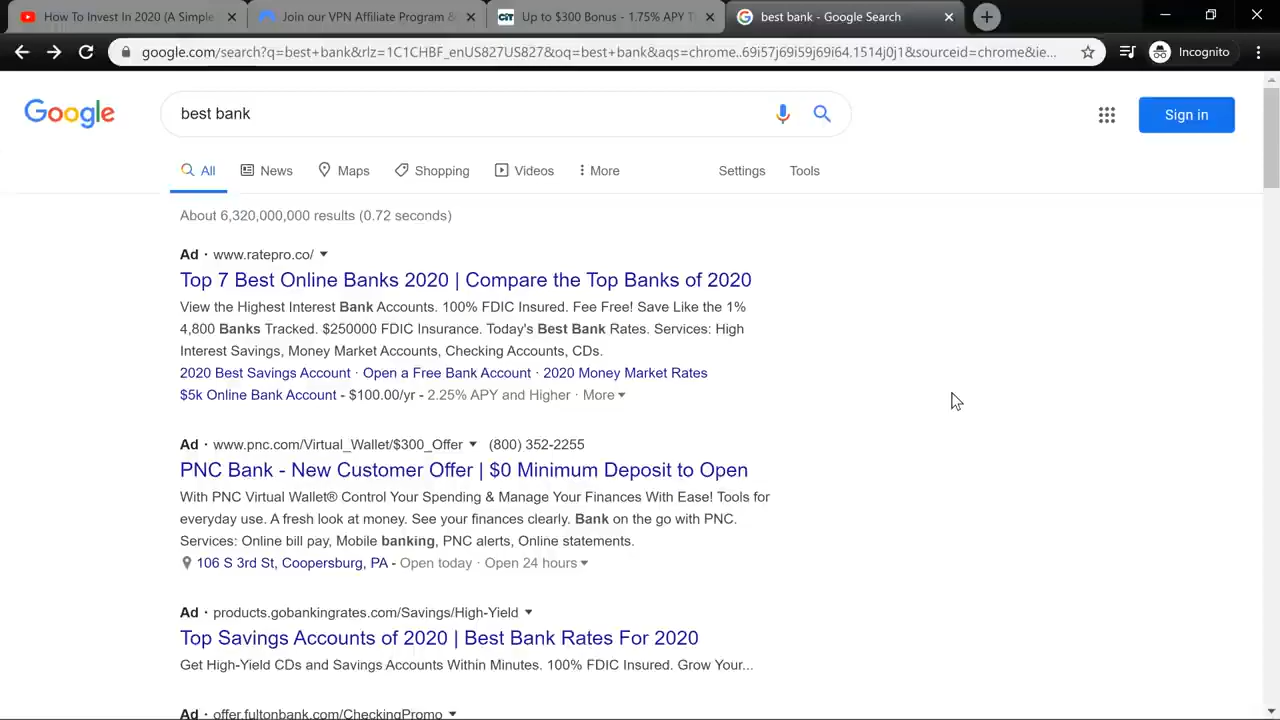 How To Invest In 2020 (A Simple
Join our VPN Affiliate Program &
CIT
Up to $300 Bonus - 1.75% APY T
best bank - Google Search
google.com/search?q=best+bank&rlz=1C1CHBF_enUS827US827&oq=best+bank&aqs=chrome..69i57j69i59j69i64.1514j0j1&sourceid=chrome&ie...
Incognito
Google
best bank
Sign in
All
News
Maps
Shopping
Videos
More
Settings
Tools
About 6,320,000,000 results (0.72 seconds)
Ad · www.ratepro.co/
Top 7 Best Online Banks 2020 | Compare the Top Banks of 2020
View the Highest Interest Bank Accounts. 100% FDIC Insured. Fee Free! Save Like the 1%
4,800 Banks Tracked. $250000 FDIC Insurance. Today's Best Bank Rates. Services: High
Interest Savings, Money Market Accounts, Checking Accounts, CDs.
2020 Best Savings Account · Open a Free Bank Account · 2020 Money Market Rates
$5k Online Bank Account - $100.00/yr - 2.25% APY and Higher · More
Ad · www.pnc.com/Virtual_Wallet/$300_Offer (800) 352-2255
PNC Bank - New Customer Offer | $0 Minimum Deposit to Open
With PNC Virtual Wallet® Control Your Spending & Manage Your Finances With Ease! Tools for
everyday use. A fresh look at money. See your finances clearly. Bank on the go with PNC.
Services: Online bill pay, Mobile banking, PNC alerts, Online statements.
106 S 3rd St, Coopersburg, PA - Open today · Open 24 hours
Ad · products.gobankingrates.com/Savings/High-Yield
Top Savings Accounts of 2020 | Best Bank Rates For 2020
Get High-Yield CDs and Savings Accounts Within Minutes. 100% FDIC Insured. Grow Your...
Ad · offer.fultonbank.com/CheckingPromo